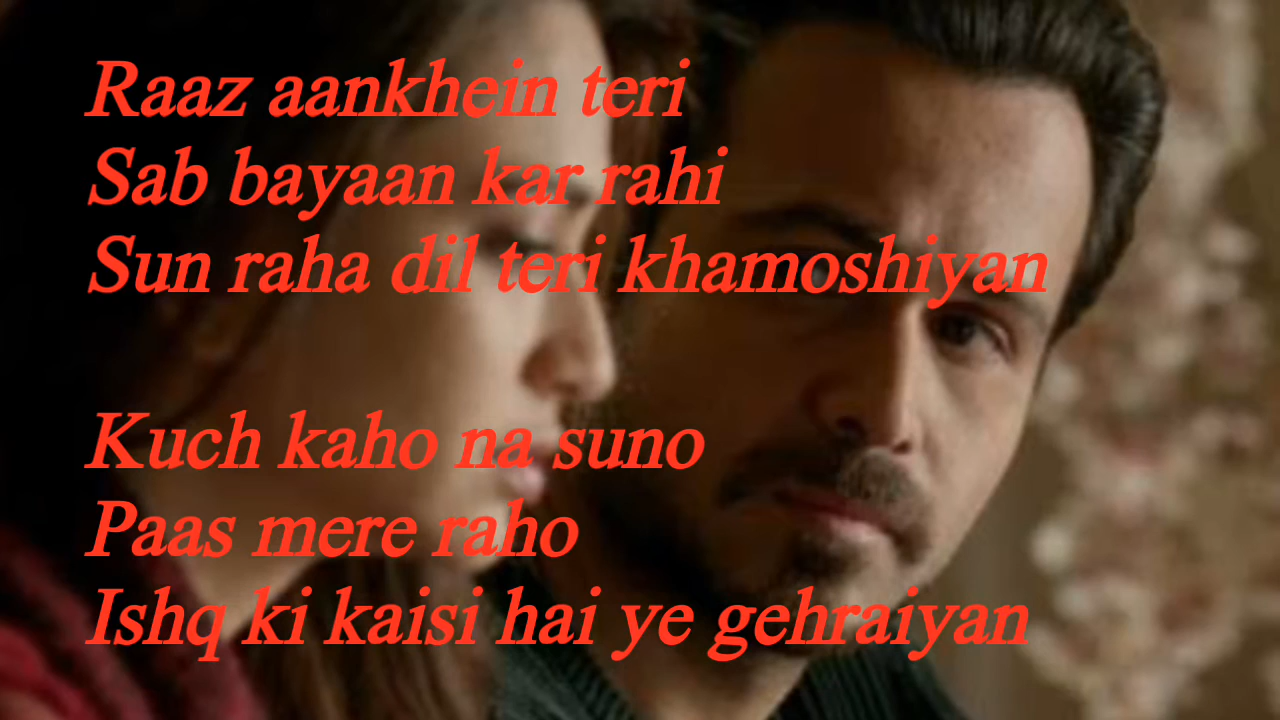 Raaz aankhein teri
Sab bayaan kar rahi
Sun raha dil teri khamoshiyan
Kuch kaho na suno
Paas mere raho
Ishq ki kaisi hai ye gehraiyan